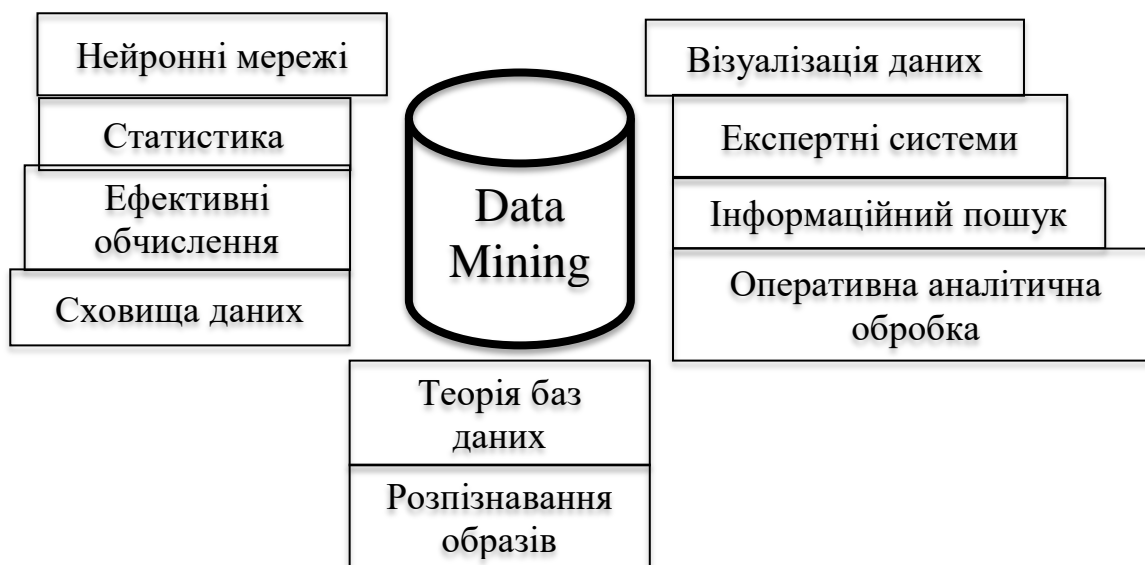 Нейронні мережі
Статистика
Ефективні
обчислення
Сховища даних
Data
Mining
Візуалізація даних
Експертні системи
Інформаційний пошук
Оперативна аналітична
обробка
Теорія баз
даних
Розпізнавання
образів